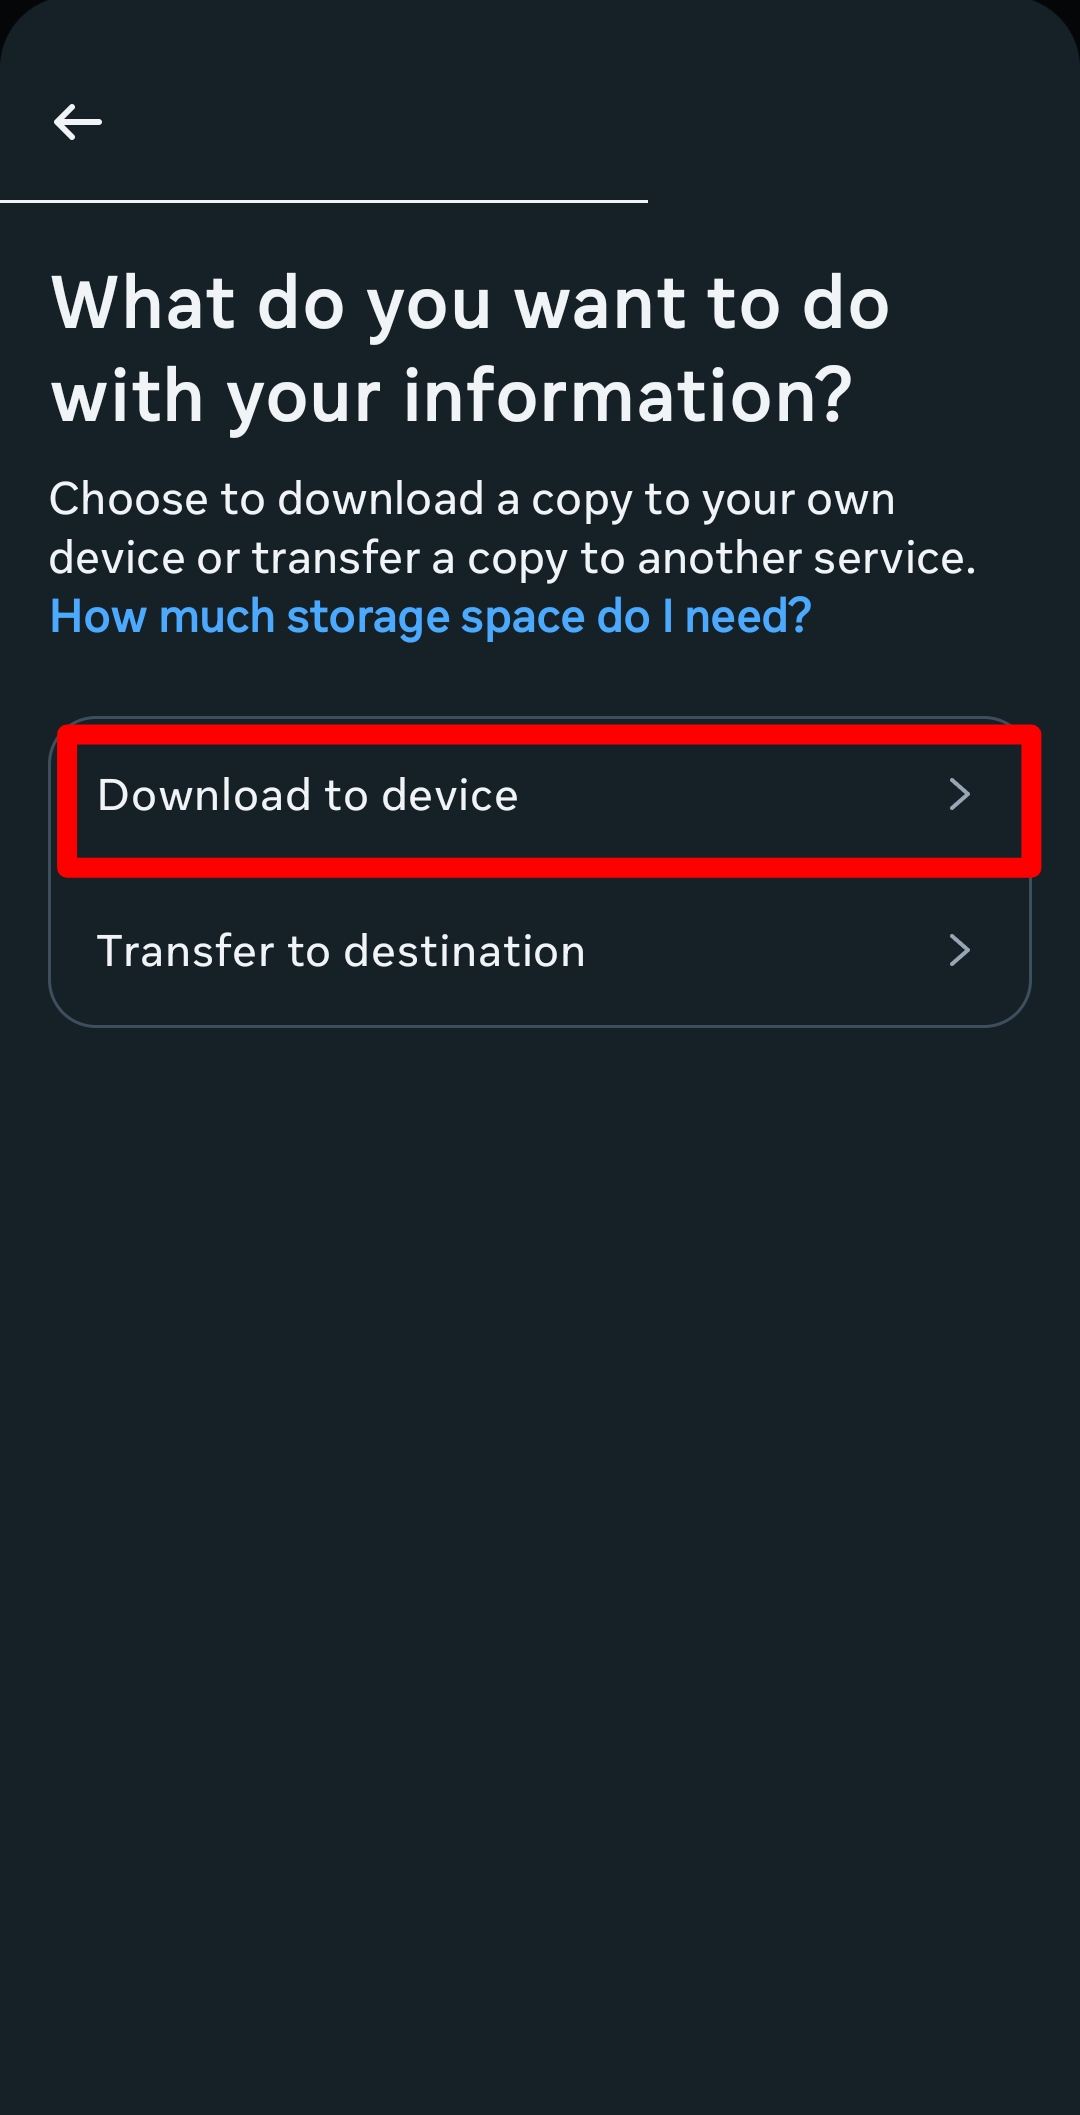 What do you want to do
with your information?
Choose to download a copy to your own
device or transfer a copy to another service.
How much storage space do I need?
Download to device
Transfer to destination